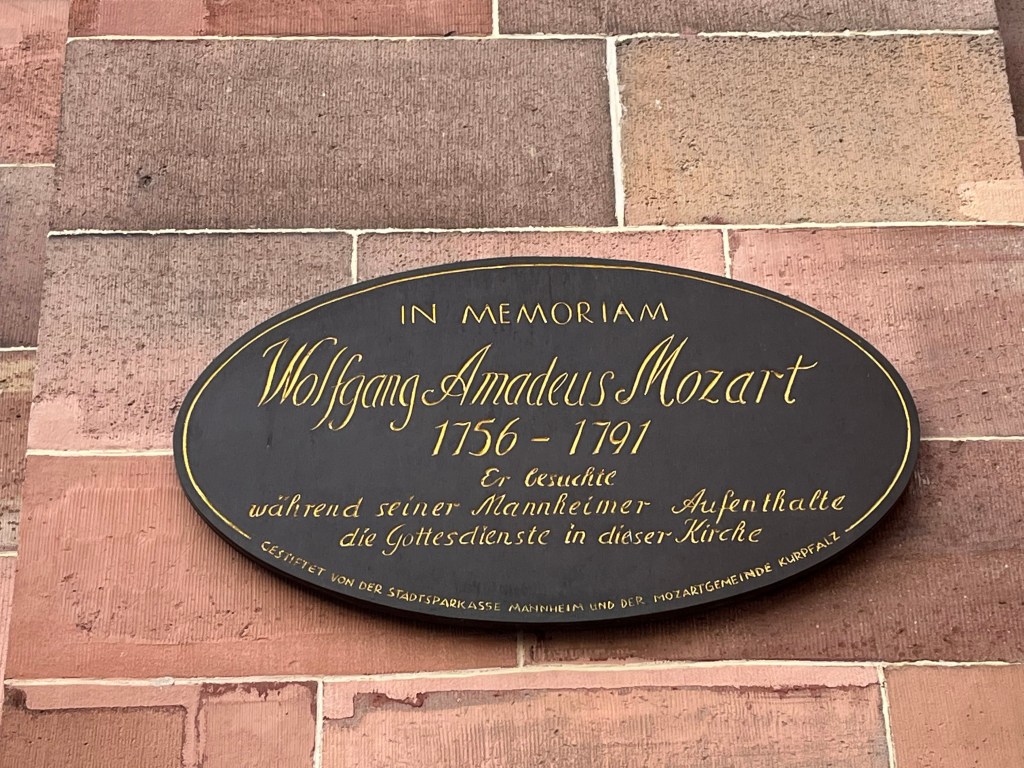 IN MEMORIAM
Wolfgang Amadeus Mozart
1756 - 1791
Er besuchte
während seiner Mannheimer Aufenthalte
die Gottesdienste in dieser Kirche
GESTIFTET VON DER STADTSPARKASSE MANNHEIM UND DER MOZARTGEMEINDE KURPFALZ